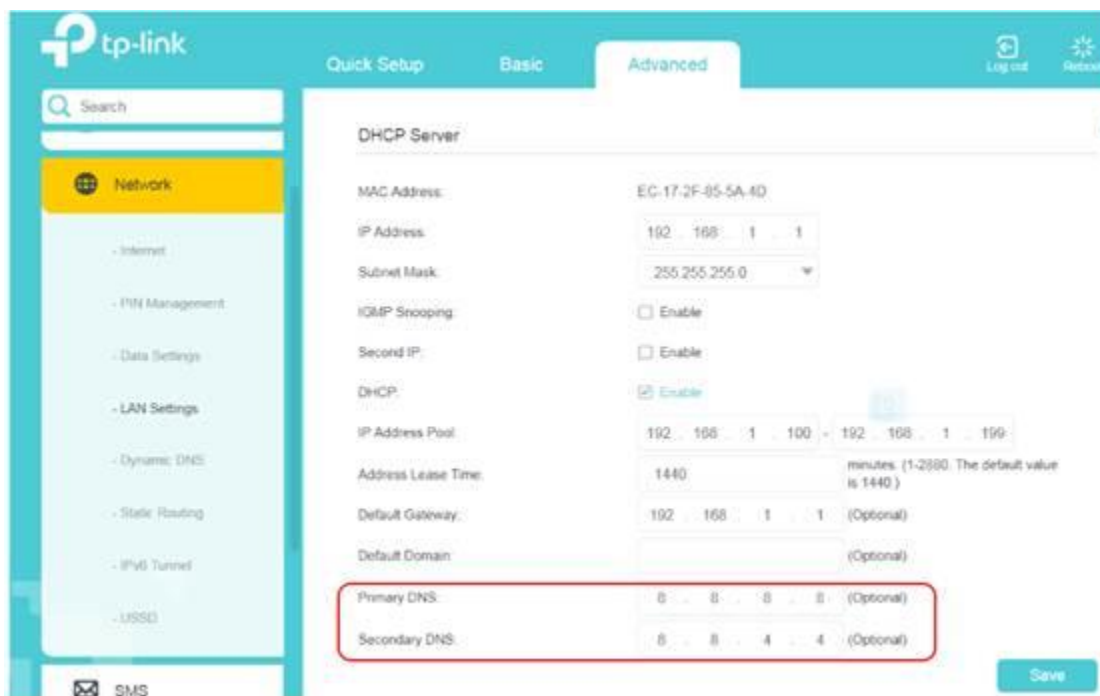 tp-link
Quick Setup Basic Advanced
Log out Reboot
Search
DHCP Server
Network
MAC Address: EC-17-2F-85-5A-4D
IP Address: 192 . 168 . 1 . 1
- Internet
Subnet Mask: 255.255.255.0
- PIN Management
IGMP Snooping: Enable
- Data Settings
Second IP: Enable
DHCP: Enable
- LAN Settings
IP Address Pool: 192 . 168 . 1 . 100 - 192 . 168 . 1 . 199
- Dynamic DNS
Address Lease Time: 1440 minutes. (1-2880. The default value
is 1440.)
- Static Routing
Default Gateway: 192 . 168 . 1 . 1 (Optional)
Default Domain: (Optional)
- IPv6 Tunnel
Primary DNS: 8 . 8 . 8 . 8 (Optional)
- USSD
Secondary DNS: 8 . 8 . 4 . 4 (Optional)
Save
SMS